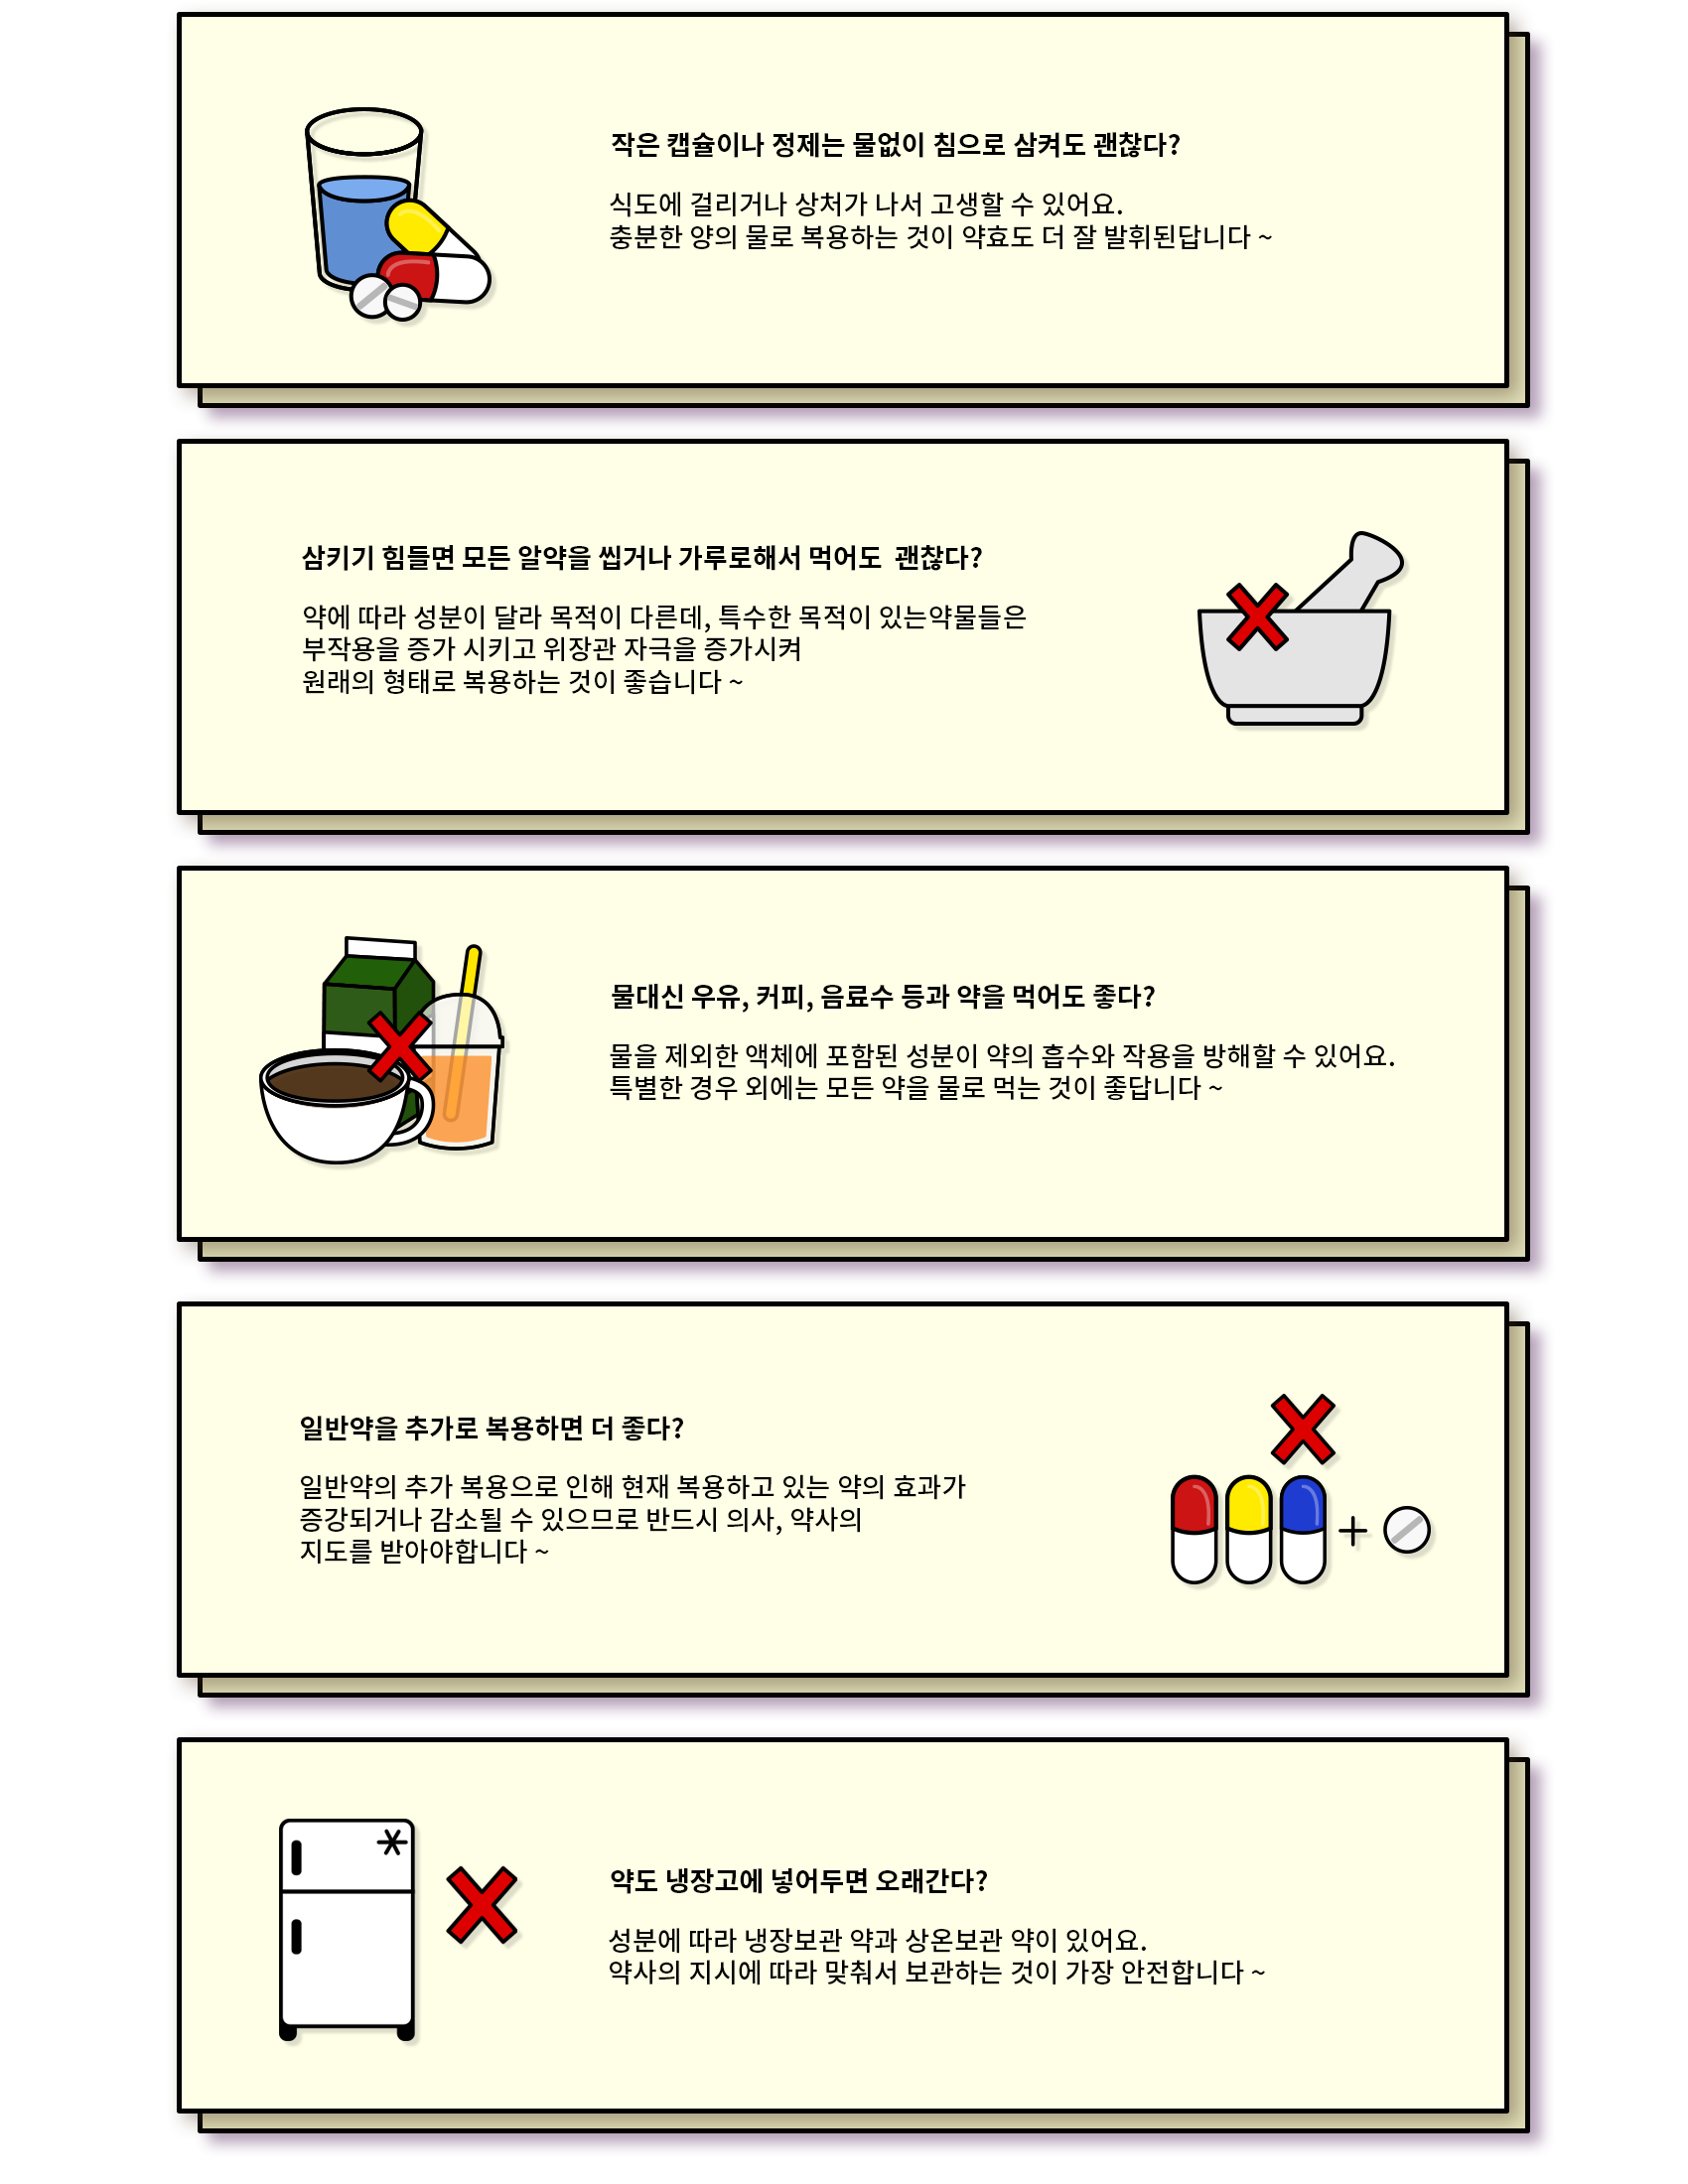 작은 캡슐이나 정제는 물없이 침으로 삼켜도 괜찮다?
식도에 걸리거나 상처가 나서 고생할 수 있어요.
충분한 양의 물로 복용하는 것이 약효도 더 잘 발휘된답니다 ~
삼키기 힘들면 모든 알약을 씹거나 가루로해서 먹어도  괜찮다?
약에 따라 성분이 달라 목적이 다른데, 특수한 목적이 있는약물들은
부작용을 증가 시키고 위장관 자극을 증가시켜
원래의 형태로 복용하는 것이 좋습니다 ~
물대신 우유, 커피, 음료수 등과 약을 먹어도 좋다?
물을 제외한 액체에 포함된 성분이 약의 흡수와 작용을 방해할 수 있어요.
특별한 경우 외에는 모든 약을 물로 먹는 것이 좋답니다 ~
일반약을 추가로 복용하면 더 좋다?
일반약의 추가 복용으로 인해 현재 복용하고 있는 약의 효과가
증강되거나 감소될 수 있으므로 반드시 의사, 약사의
지도를 받아야합니다 ~
약도 냉장고에 넣어두면 오래간다?
성분에 따라 냉장보관 약과 상온보관 약이 있어요.
약사의 지시에 따라 맞춰서 보관하는 것이 가장 안전합니다 ~